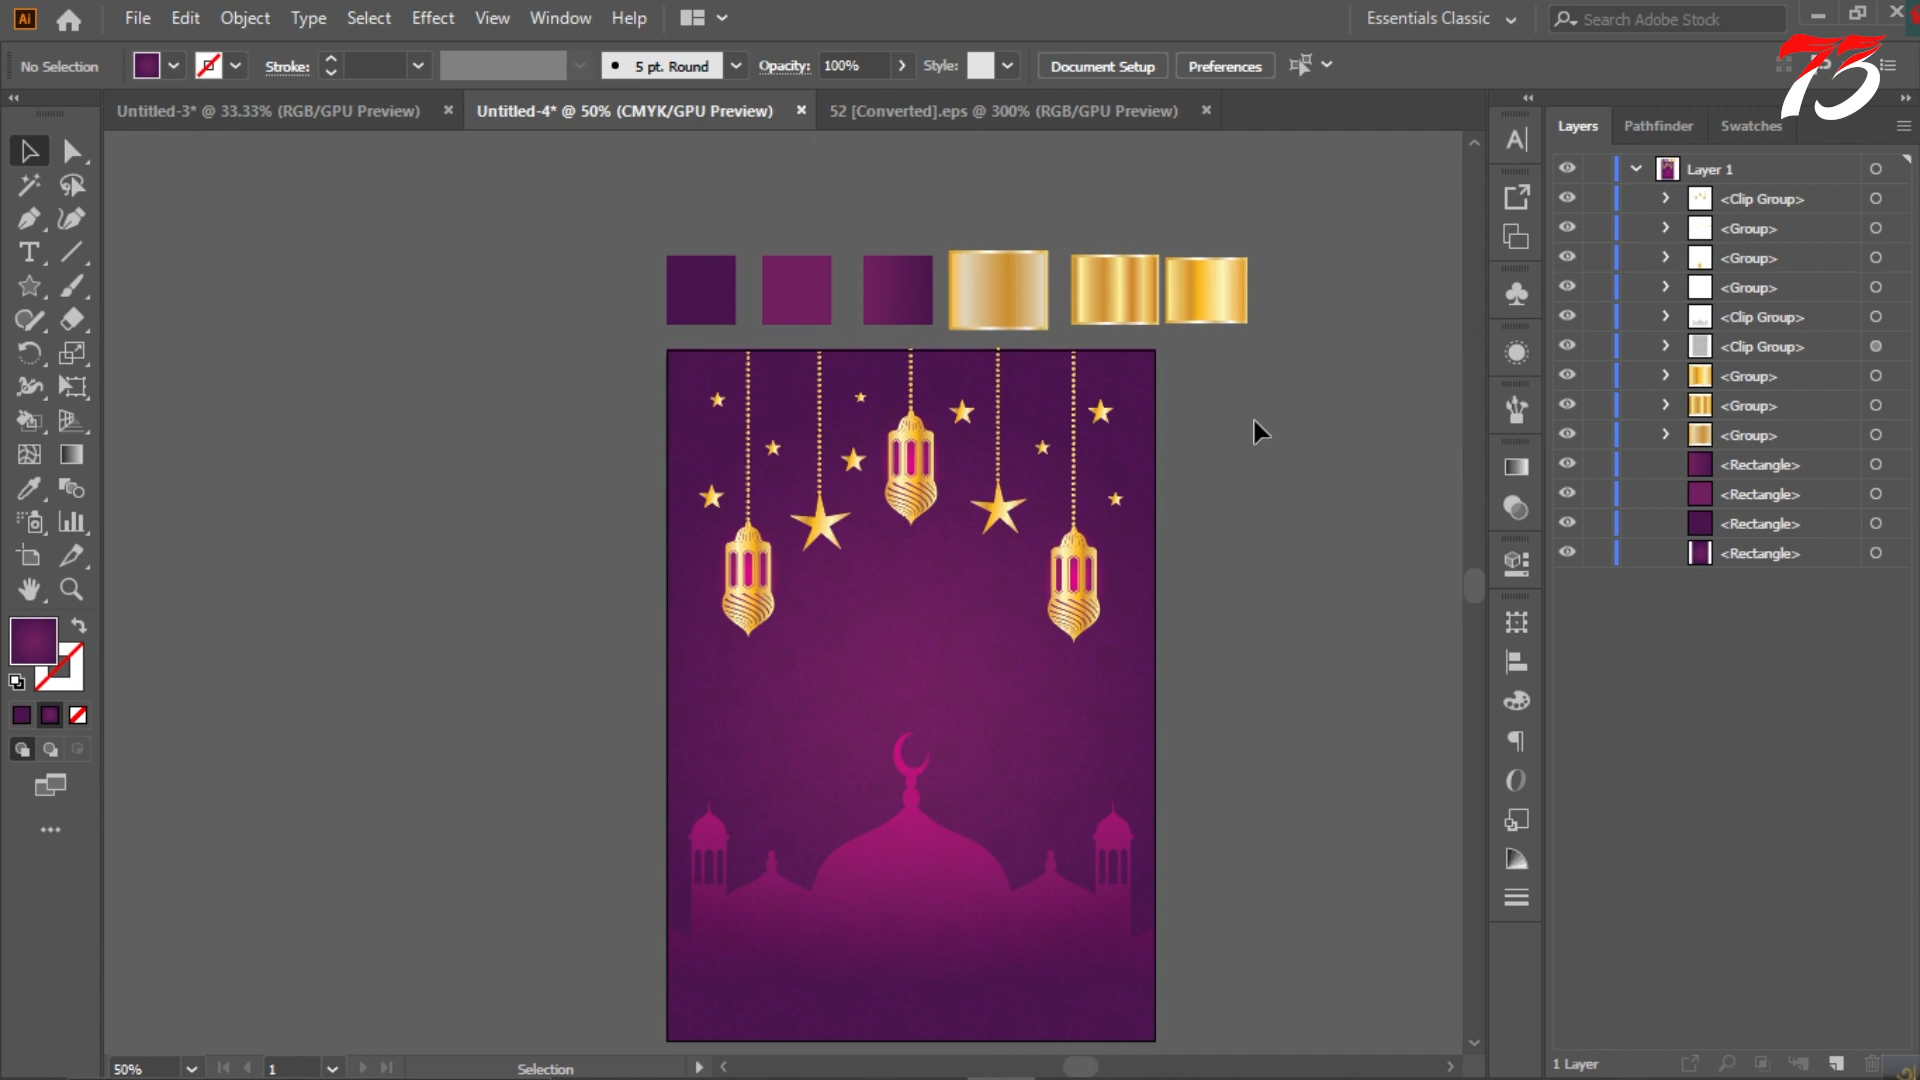 Ai File Edit Object Type Select Effect View Window Help Essentials Classic Search Adobe Stock
No Selection Stroke: 5 pt. Round Opacity: 100% Style: Document Setup Preferences
73
Untitled-3* @ 33.33% (RGB/GPU Preview) Untitled-4* @ 50% (CMYK/GPU Preview) 52 [Converted].eps @ 300% (RGB/GPU Preview)
Layers Pathfinder Swatches
Layer 1
<Clip Group>
<Group>
<Group>
<Group>
<Clip Group>
<Clip Group>
<Group>
<Group>
<Group>
<Rectangle>
<Rectangle>
<Rectangle>
<Rectangle>
50% 1 Selection 1 Layer